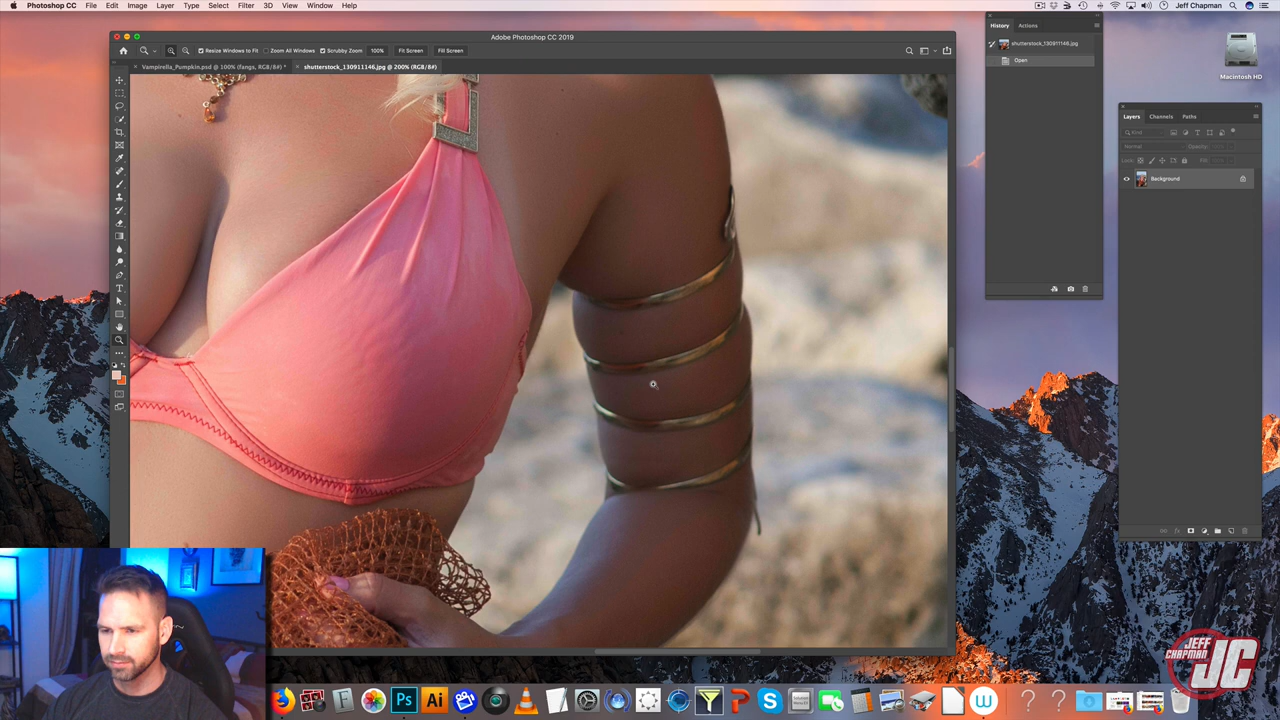 Photoshop CC File Edit Image Layer Type Select Filter 3D View Window Help Jeff Chapman
Adobe Photoshop CC 2019
Resize Windows to Fit Zoom All Windows Scrubby Zoom 100% Fit Screen Fill Screen
Vampirella_Pumpkin.psd @ 100% (fangs, RGB/8#) * shutterstock_130911146.jpg @ 200% (RGB/8#)
History Actions
shutterstock_130911146.jpg
Open
Macintosh HD
Layers Channels Paths
Kind
Normal Opacity:
Lock: Fill:
Background
JEFF
CHAPMAN
JC